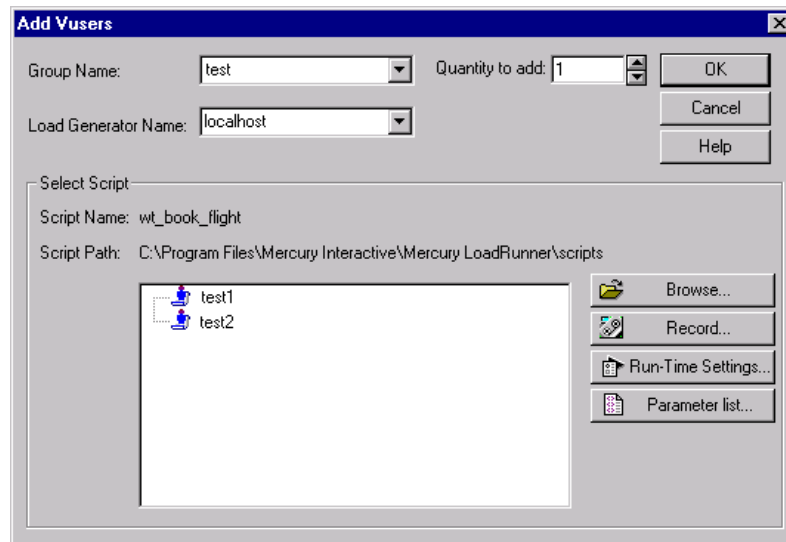 Add Vusers
Group Name: test Quantity to add: 1 OK
Load Generator Name: localhost Cancel
Help
Select Script
Script Name: wt_book_flight
Script Path: C:\Program Files\Mercury Interactive\Mercury LoadRunner\scripts
test1
test2
Browse...
Record...
Run-Time Settings...
Parameter list...